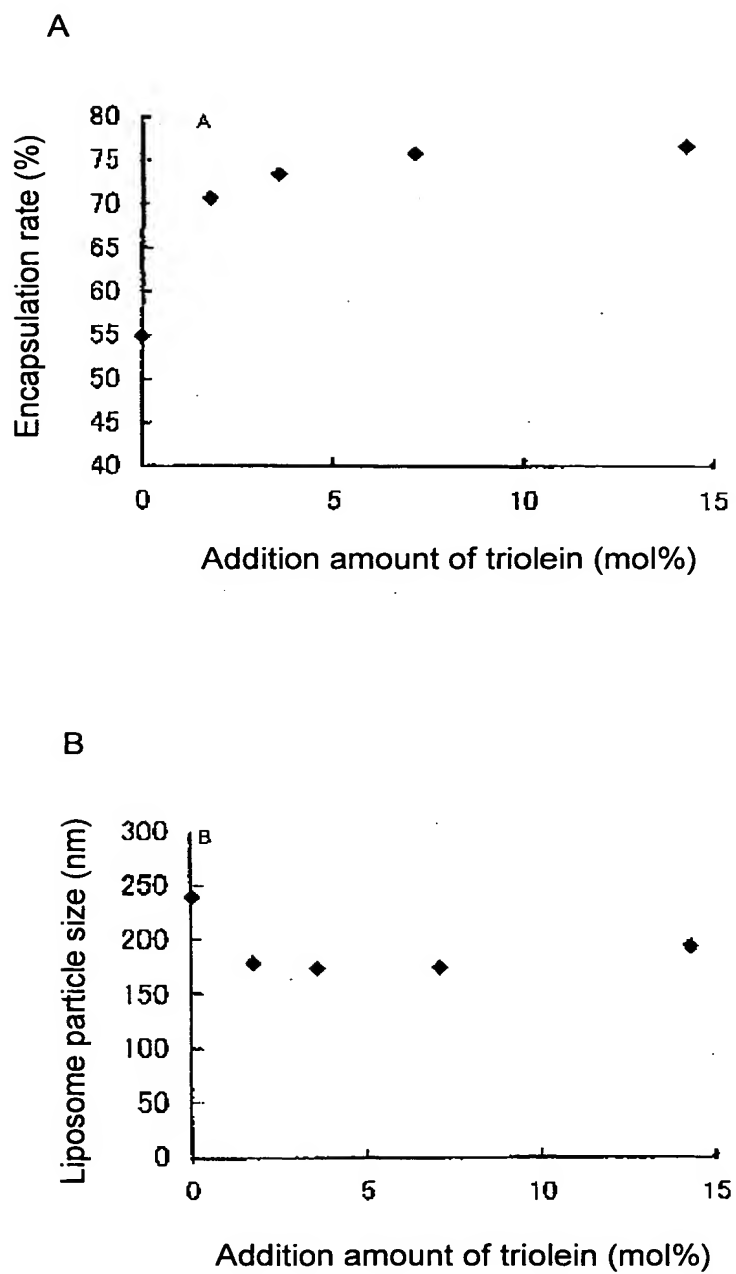 A
A
80
75
70
65
60
55
50
45
40
Encapsulation rate (%)
0 5 10 15
Addition amount of triolein (mol%)
B
B
300
250
200
150
100
50
0
Liposome particle size (nm)
0 5 10 15
Addition amount of triolein (mol%)